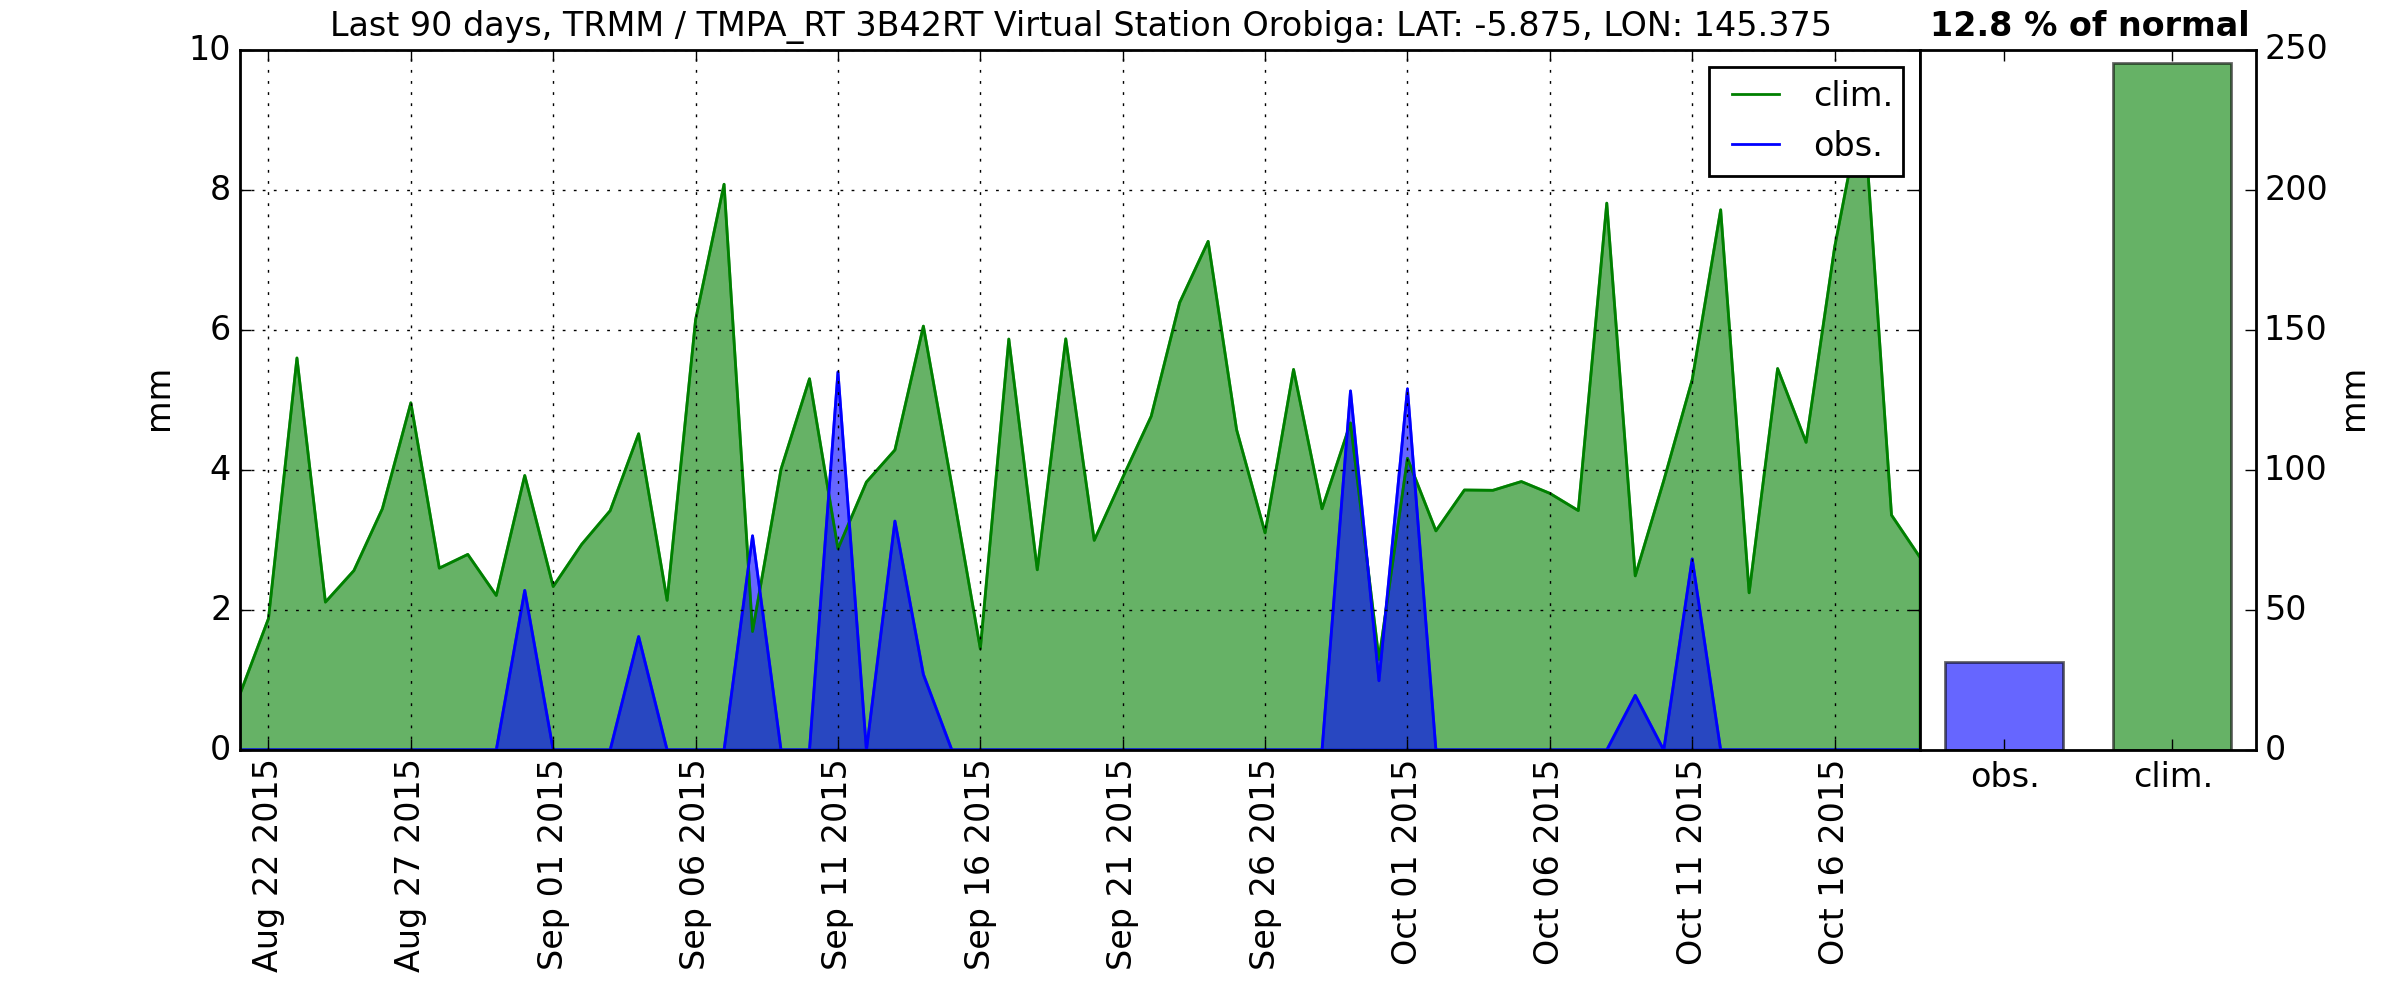 Last 90 days, TRMM / TMPA_RT 3B42RT Virtual Station Orobiga: LAT: -5.875, LON: 145.375
12.8 % of normal
10
8
6
4
2
0
mm
clim.
obs.
250
200
150
100
50
0
mm
Aug 22 2015
Aug 27 2015
Sep 01 2015
Sep 06 2015
Sep 11 2015
Sep 16 2015
Sep 21 2015
Sep 26 2015
Oct 01 2015
Oct 06 2015
Oct 11 2015
Oct 16 2015
obs.
clim.